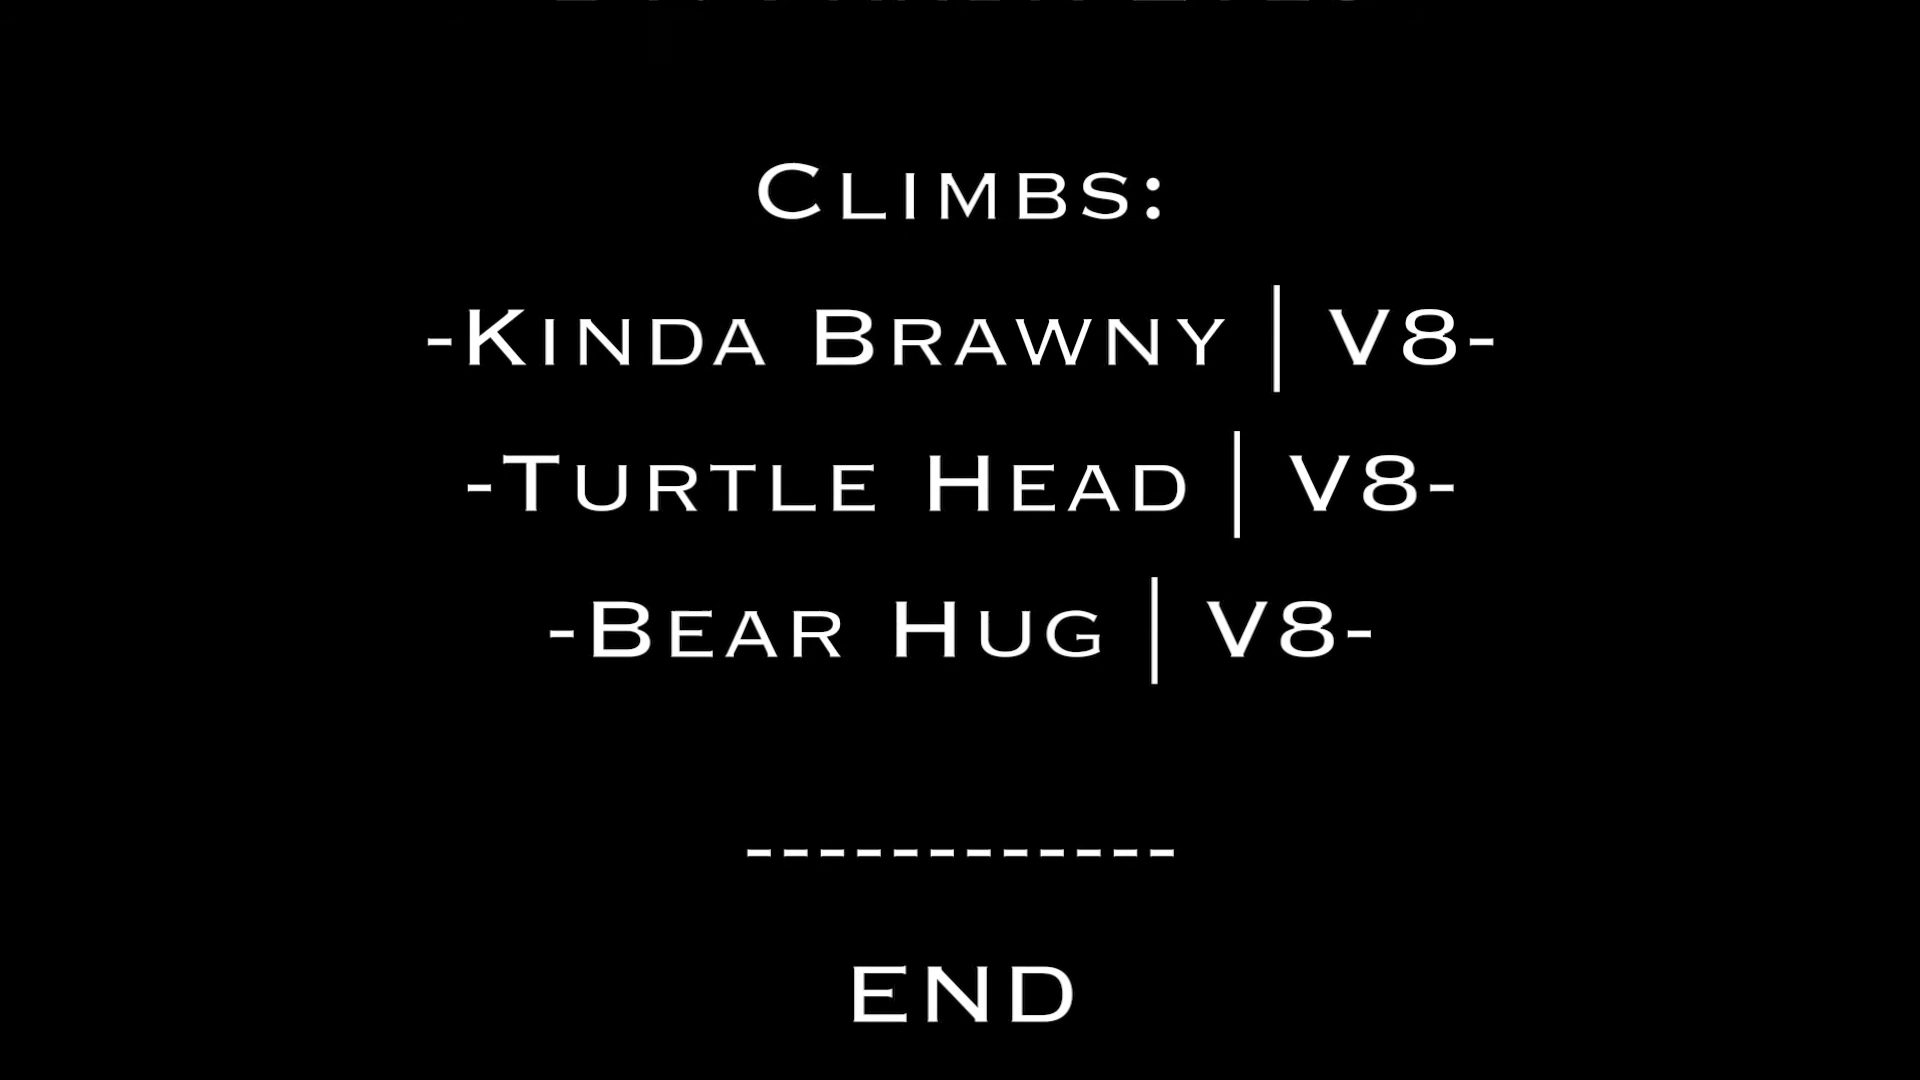 Climbs:
-Kinda Brawny | V8-
-Turtle Head | V8-
-Bear Hug | V8-
------------
END